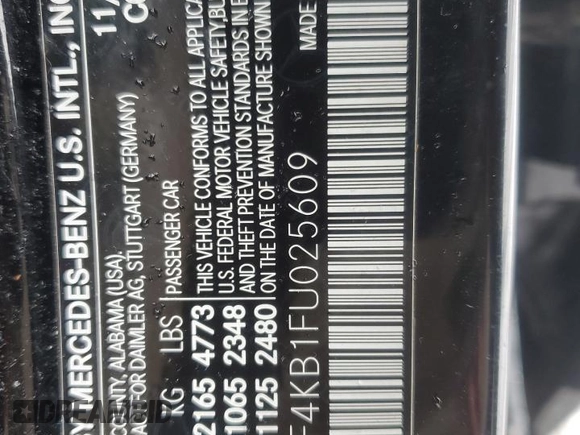 Y MERCEDES-BENZ U.S. INTL., INC
COUNTY, ALABAMA (USA)
FOR DAIMLER AG, STUTTGART (GERMANY)
11/
KG LBS PASSENGER CAR
2165 4773 THIS VEHICLE CONFORMS TO ALL APPLICA
1065 2348 U.S. FEDERAL MOTOR VEHICLE SAFETY, BU
1125 2480 AND THEFT PREVENTION STANDARDS IN E
ON THE DATE OF MANUFACTURE SHOWN
4KB1FU025609 MADE